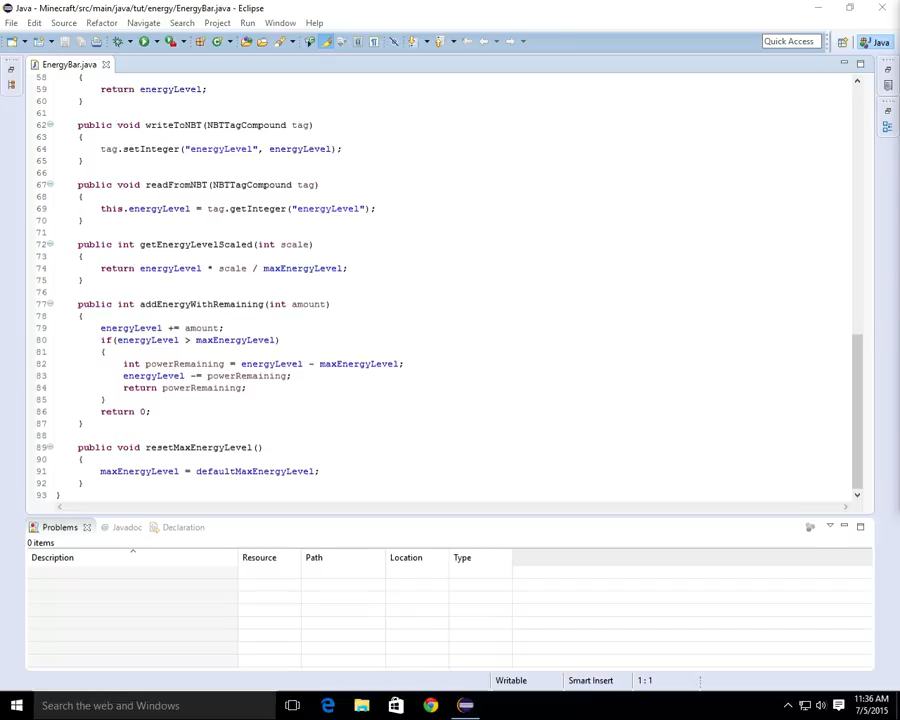 Java - Minecraft/src/main/java/tut/energy/EnergyBar.java - Eclipse
File Edit Source Refactor Navigate Search Project Run Window Help
Quick Access
Java
EnergyBar.java
58 {
59 return energyLevel;
60 }
61
62 public void writeToNBT(NBTTagCompound tag)
63 {
64 tag.setInteger("energyLevel", energyLevel);
65 }
66
67 public void readFromNBT(NBTTagCompound tag)
68 {
69 this.energyLevel = tag.getInteger("energyLevel");
70 }
71
72 public int getEnergyLevelScaled(int scale)
73 {
74 return energyLevel * scale / maxEnergyLevel;
75 }
76
77 public int addEnergyWithRemaining(int amount)
78 {
79 energyLevel += amount;
80 if(energyLevel > maxEnergyLevel)
81 {
82 int powerRemaining = energyLevel - maxEnergyLevel;
83 energyLevel -= powerRemaining;
84 return powerRemaining;
85 }
86 return 0;
87 }
88
89 public void resetMaxEnergyLevel()
90 {
91 maxEnergyLevel = defaultMaxEnergyLevel;
92 }
93 }
Problems @ Javadoc Declaration
0 items
Description Resource Path Location Type
Writable Smart Insert 1 : 1
Search the web and Windows
11:36 AM
7/5/2015